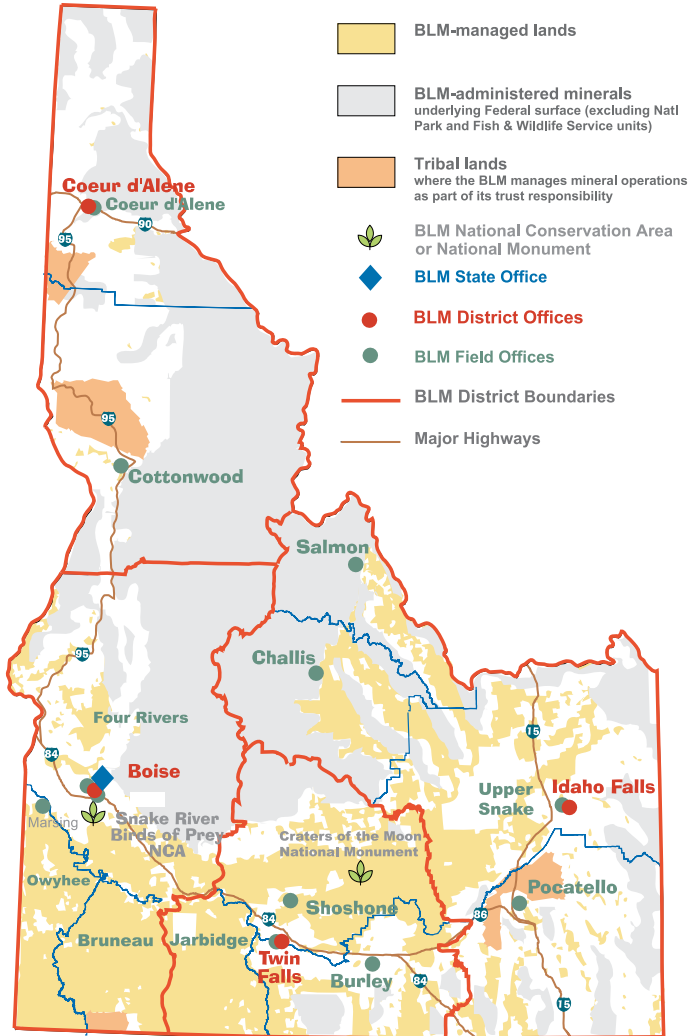 BLM-managed lands
BLM-administered minerals
underlying Federal surface (excluding Natl
Park and Fish & Wildlife Service units)
Tribal lands
where the BLM manages mineral operations
as part of its trust responsibility
BLM National Conservation Area
or National Monument
BLM State Office
BLM District Offices
BLM Field Offices
BLM District Boundaries
Major Highways
Coeur d'Alene
Coeur d'Alene
90
95
95
Cottonwood
Salmon
95
Challis
Four Rivers
15
84
Boise
Upper
Snake
Idaho Falls
Marsing
Snake River
Birds of Prey
NCA
Craters of the Moon
National Monument
Owyhee
Pocatello
Shoshone
86
84
Bruneau
Jarbidge
Twin
Falls
Burley
84
15